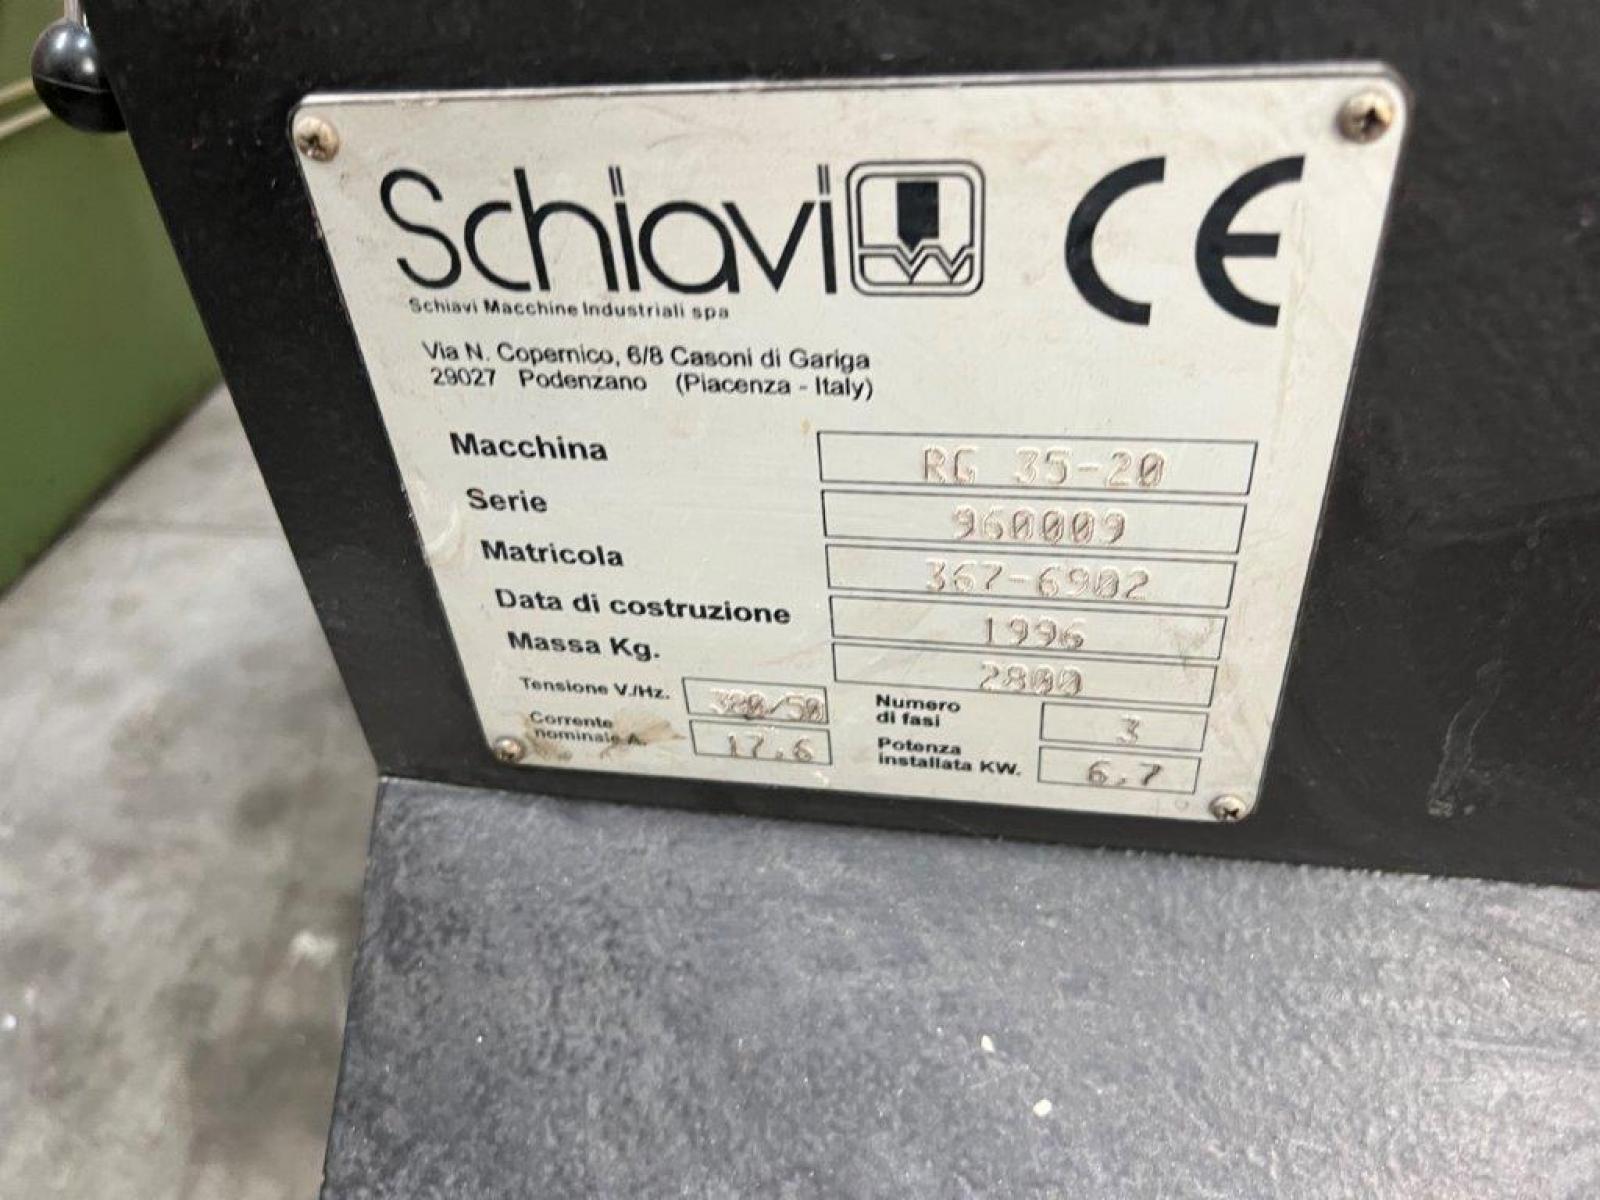 Schiavi CE
Schiavi Macchine Industriali spa
Via N. Copernico, 6/8 Casoni di Gariga
29027 Podenzano (Piacenza - Italy)
Macchina RG 35-20
Serie 960009
Matricola 367-6902
Data di costruzione 1996
Massa Kg. 2800
Tensione V./Hz. 380/50 Numero di fasi 3
Corrente nominale A. 17.6 Potenza installata KW. 6.7